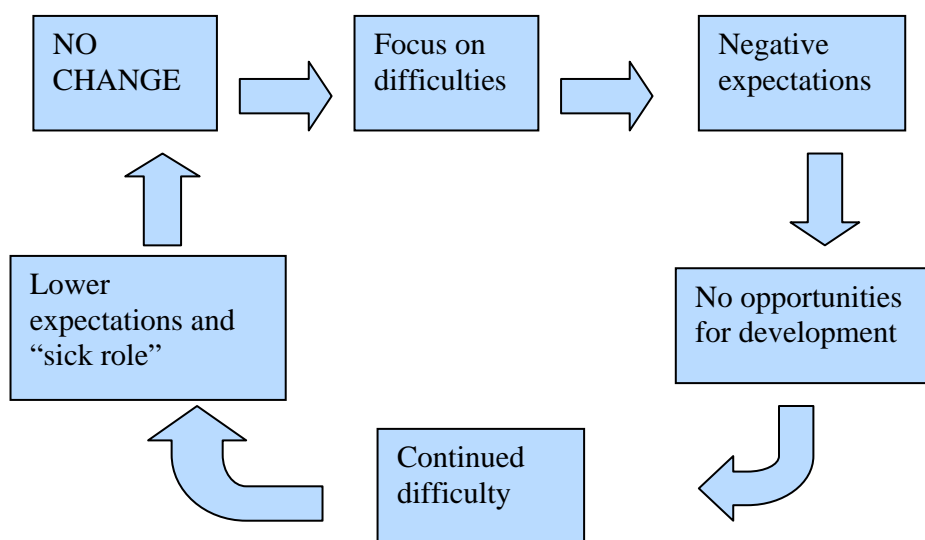 NO
CHANGE
Focus on
difficulties
Negative
expectations
No opportunities
for development
Continued
difficulty
Lower
expectations and
“sick role”